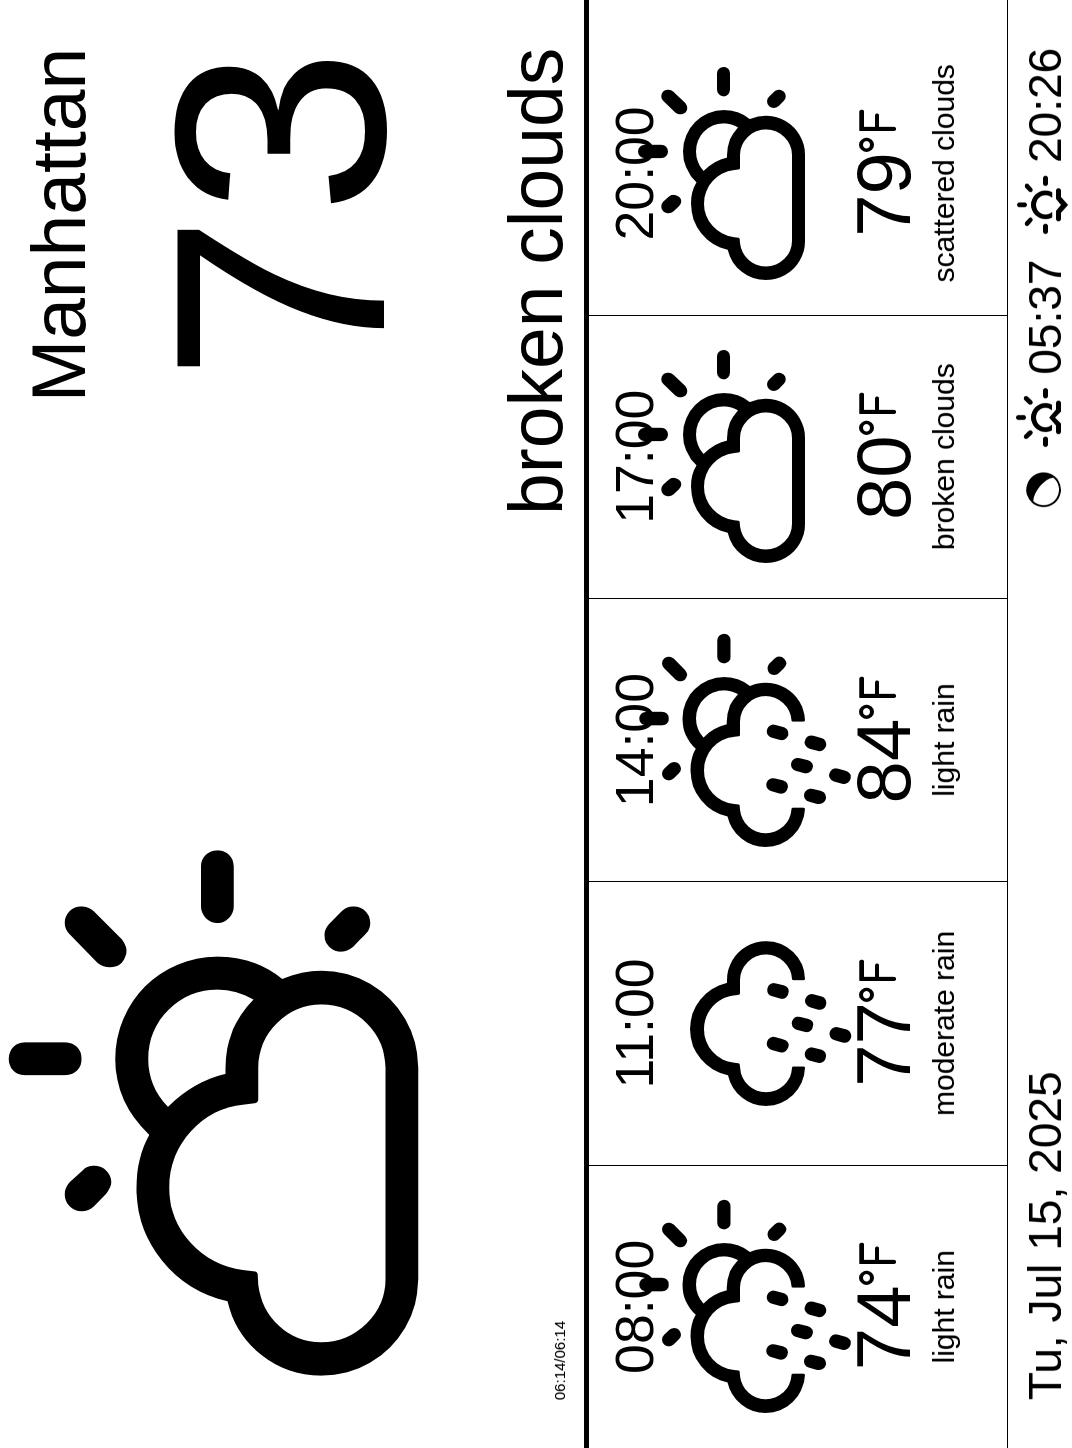 Manhattan
73
broken clouds
06:14/06:14
08:00 11:00 14:00 17:00 20:00
74°F 77°F 84°F 80°F 79°F
light rain moderate rain light rain broken clouds scattered clouds
Tu, Jul 15, 2025 05:37 20:26